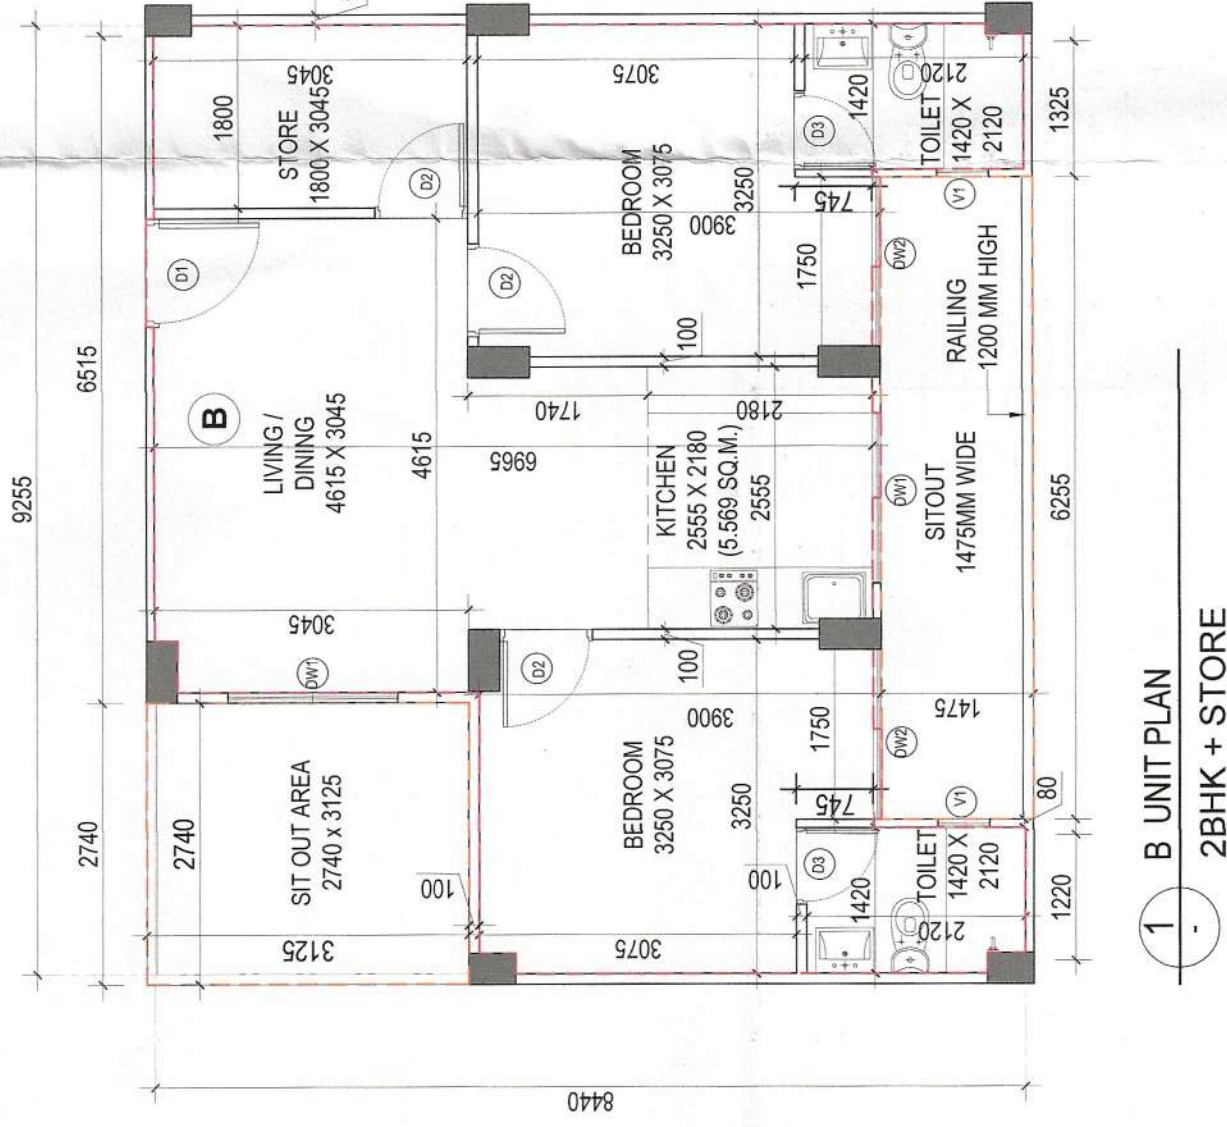 9255
6515
2740
1800
3045
STORE
1800 X 3045
D2
D1
B
LIVING /
DINING
4615 X 3045
4615
3045
DW1
2740
SIT OUT AREA
2740 x 3125
3125
100
3075
BEDROOM
3250 X 3075
3250
3900
D2
745
1750
100
D3
1420
2120
TOILET
1420 X
2120
1325
V1
DW2
1740
2180
6965
KITCHEN
2555 X 2180
(5.569 SQ.M.)
2555
DW1
SITOUT
1475MM WIDE
RAILING
1200 MM HIGH
6255
D2
100
3900
BEDROOM
3250 X 3075
3250
1750
745
3075
100
D3
1420
2120
TOILET
1420 X
2120
DW2
1475
V1
80
1220
8440
1
-
B UNIT PLAN
2BHK + STORE